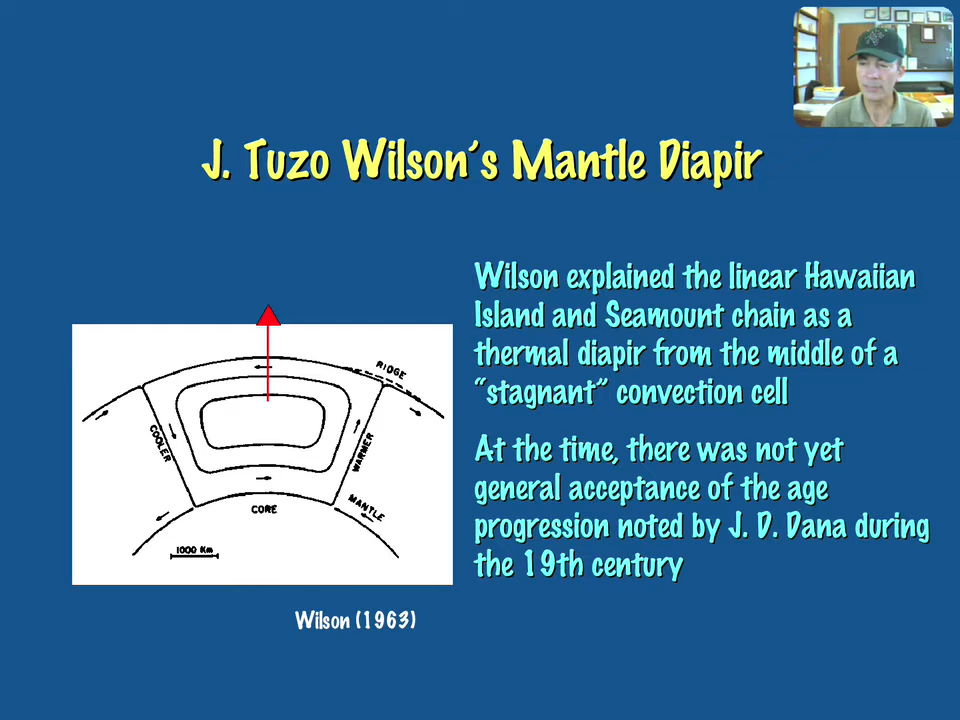 J. Tuzo Wilson's Mantle Diapir
Wilson explained the linear Hawaiian
Island and Seamount chain as a
thermal diapir from the middle of a
"stagnant" convection cell
At the time, there was not yet
general acceptance of the age
progression noted by J. D. Dana during
the 19th century
RIDGE
COOLER
WARMER
CORE
MANTLE
1000 Km
Wilson (1963)